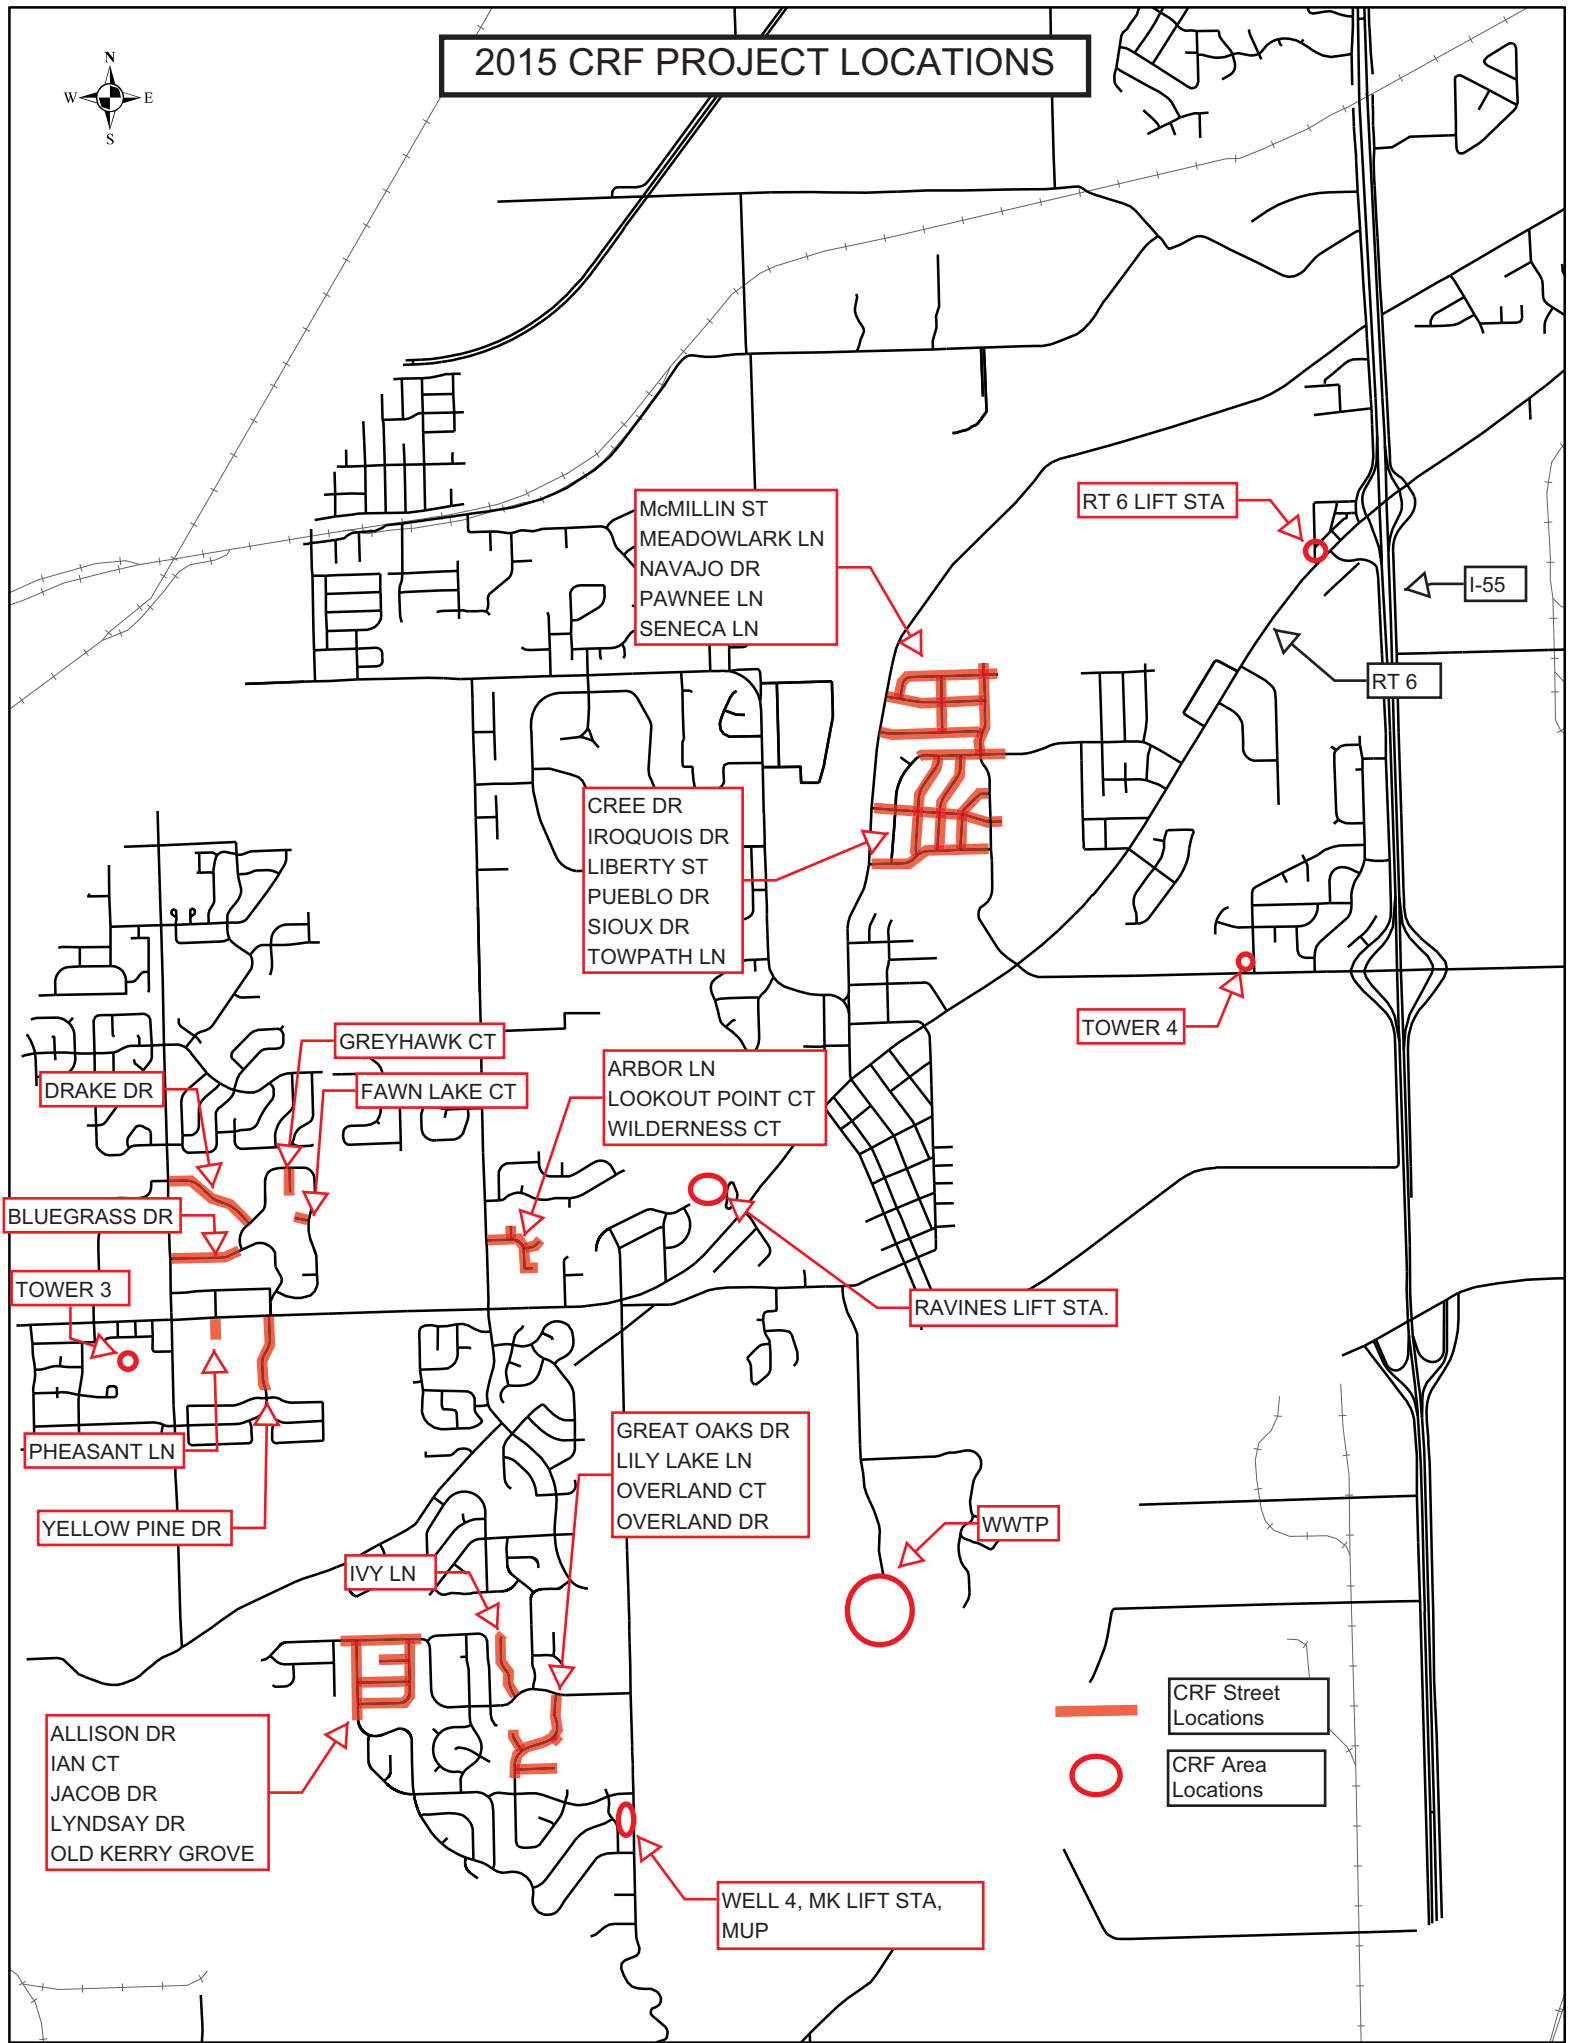 2015 CRF PROJECT LOCATIONS
N
W E
S
McMILLIN ST
MEADOWLARK LN
NAVAJO DR
PAWNEE LN
SENECA LN
RT 6 LIFT STA
I-55
RT 6
CREE DR
IROQUOIS DR
LIBERTY ST
PUEBLO DR
SIOUX DR
TOWPATH LN
TOWER 4
GREYHAWK CT
DRAKE DR
FAWN LAKE CT
ARBOR LN
LOOKOUT POINT CT
WILDERNESS CT
BLUEGRASS DR
TOWER 3
RAVINES LIFT STA.
PHEASANT LN
YELLOW PINE DR
GREAT OAKS DR
LILY LAKE LN
OVERLAND CT
OVERLAND DR
WWTP
IVY LN
ALLISON DR
IAN CT
JACOB DR
LYNDSAY DR
OLD KERRY GROVE
CRF Street
Locations
CRF Area
Locations
WELL 4, MK LIFT STA,
MUP